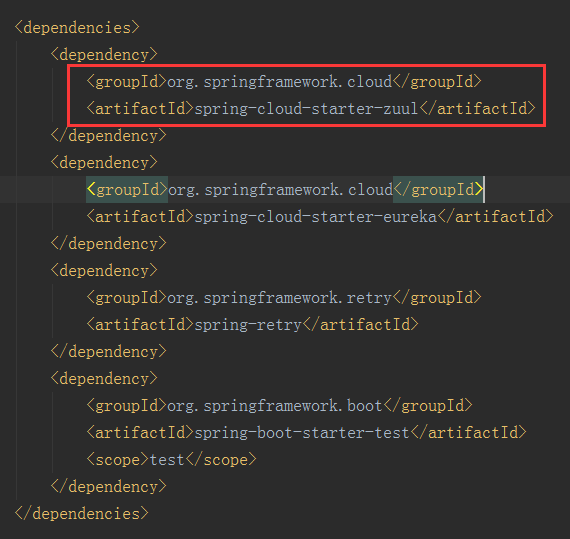 <dependencies>
<dependency>
<groupId>org.springframework.cloud</groupId>
<artifactId>spring-cloud-starter-zuul</artifactId>
</dependency>
<dependency>
<groupId>org.springframework.cloud</groupId>
<artifactId>spring-cloud-starter-eureka</artifactId>
</dependency>
<dependency>
<groupId>org.springframework.retry</groupId>
<artifactId>spring-retry</artifactId>
</dependency>
<dependency>
<groupId>org.springframework.boot</groupId>
<artifactId>spring-boot-starter-test</artifactId>
<scope>test</scope>
</dependency>
</dependencies>